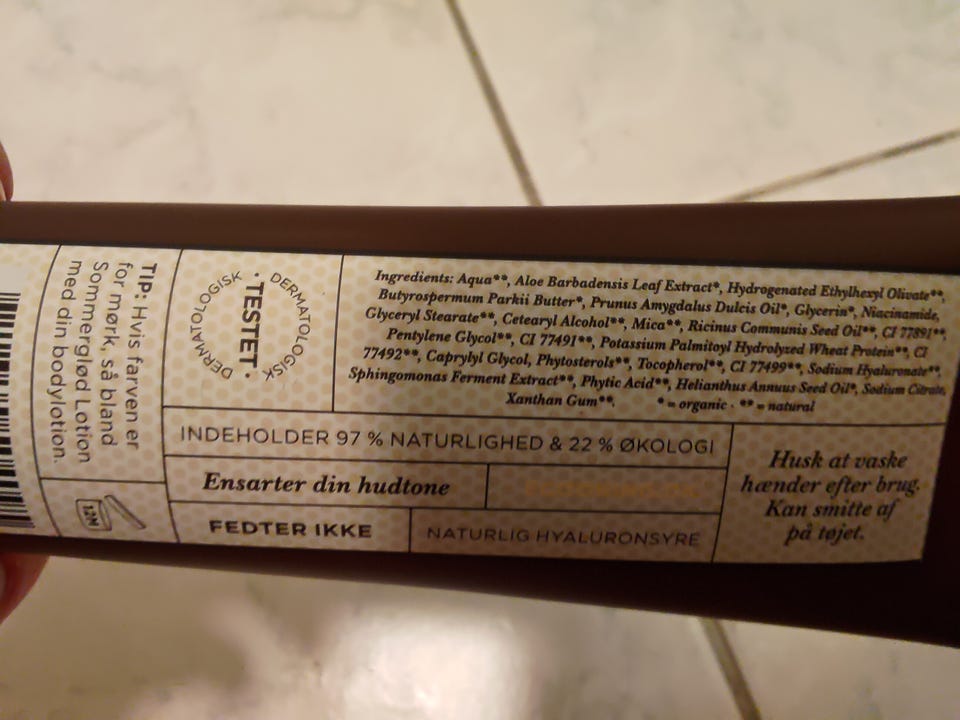 TIP: Hvis farven er
for mørk, så bland
Sommerglød Lotion
med din bodylotion.
12M
DERMATOLOGISK
• TESTET •
DERMATOLOGISK
Ingredients: Aqua**, Aloe Barbadensis Leaf Extract*, Hydrogenated Ethylhexyl Olivate**,
Butyrospermum Parkii Butter*, Prunus Amygdalus Dulcis Oil*, Glycerin*, Niacinamide,
Glyceryl Stearate**, Cetearyl Alcohol**, Mica**, Ricinus Communis Seed Oil**, CI 77891**,
Pentylene Glycol**, CI 77491**, Potassium Palmitoyl Hydrolyzed Wheat Protein**, CI
77492**, Caprylyl Glycol, Phytosterols**, Tocopherol**, CI 77499**, Sodium Hyaluronate**,
Sphingomonas Ferment Extract**, Phytic Acid**, Helianthus Annuus Seed Oil*, Sodium Citrate,
Xanthan Gum**. * = organic . ** = natural
INDEHOLDER 97 % NATURLIGHED & 22 % ØKOLOGI
Ensarter din hudtone
FEDTER IKKE
NATURLIG HYALURONSYRE
Husk at vaske
hænder efter brug.
Kan smitte af
på tøjet.